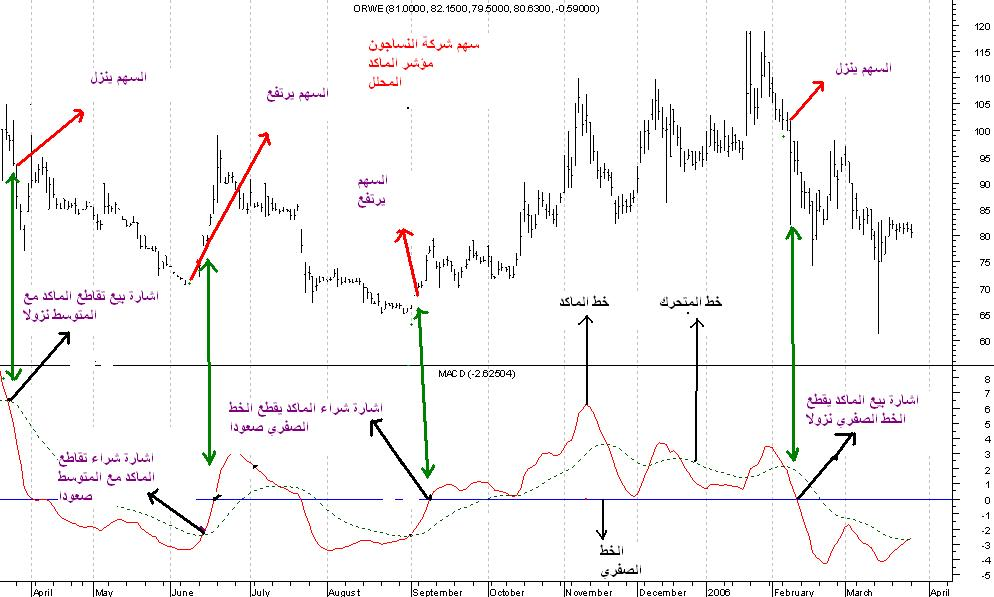 ORWE (81.0000, 82.1500, 79.5000, 80.6300, -0.59000)
سهم شركة النساجون
مؤشر الماكد
المحلل
السهم ينزل
السهم يرتفع
السهم
يرتفع
السهم ينزل
120
115
110
105
100
95
90
85
80
75
70
65
60
اشارة بيع تقاطع الماكد مع
المتوسط نزولا
خط الماكد
خط المتحرك
MACD (-2.62504)
اشارة شراء الماكد يقطع الخط
الصفري صعودا
اشارة بيع الماكد يقطع
الخط الصفري نزولا
اشارة شراء تقاطع
الماكد مع المتوسط
صعودا
الخط
الصفري
8
7
6
5
4
3
2
1
0
-1
-2
-3
-4
-5
April May June July August September October November December 2006 February March April